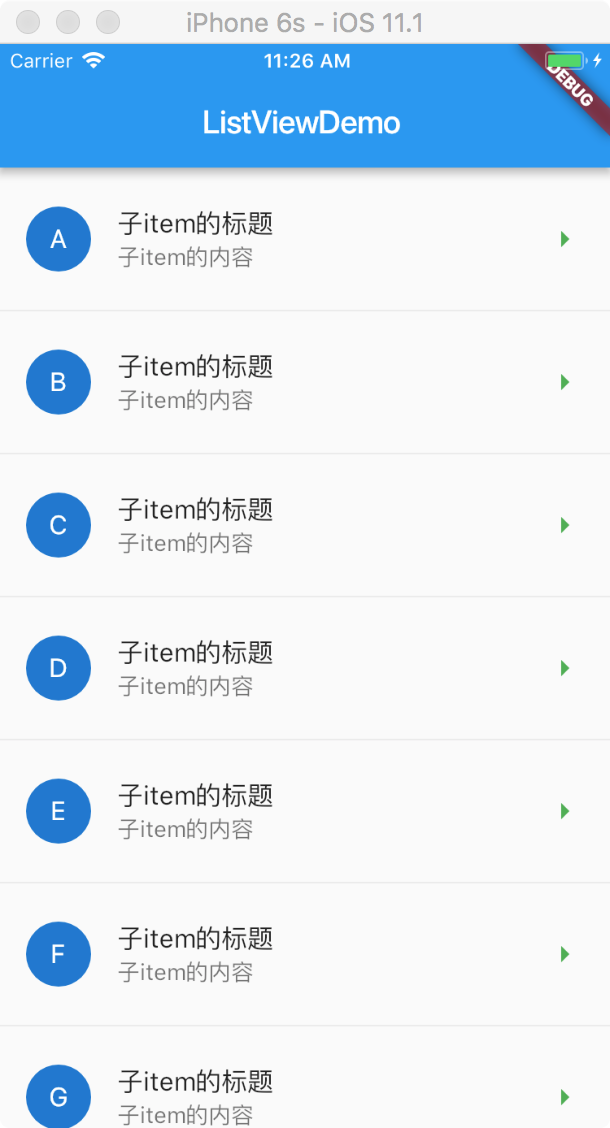 iPhone 6s - iOS 11.1
Carrier 11:26 AM
DEBUG
ListViewDemo
A
子item的标题
子item的内容
B
子item的标题
子item的内容
C
子item的标题
子item的内容
D
子item的标题
子item的内容
E
子item的标题
子item的内容
F
子item的标题
子item的内容
G
子item的标题
子item的内容